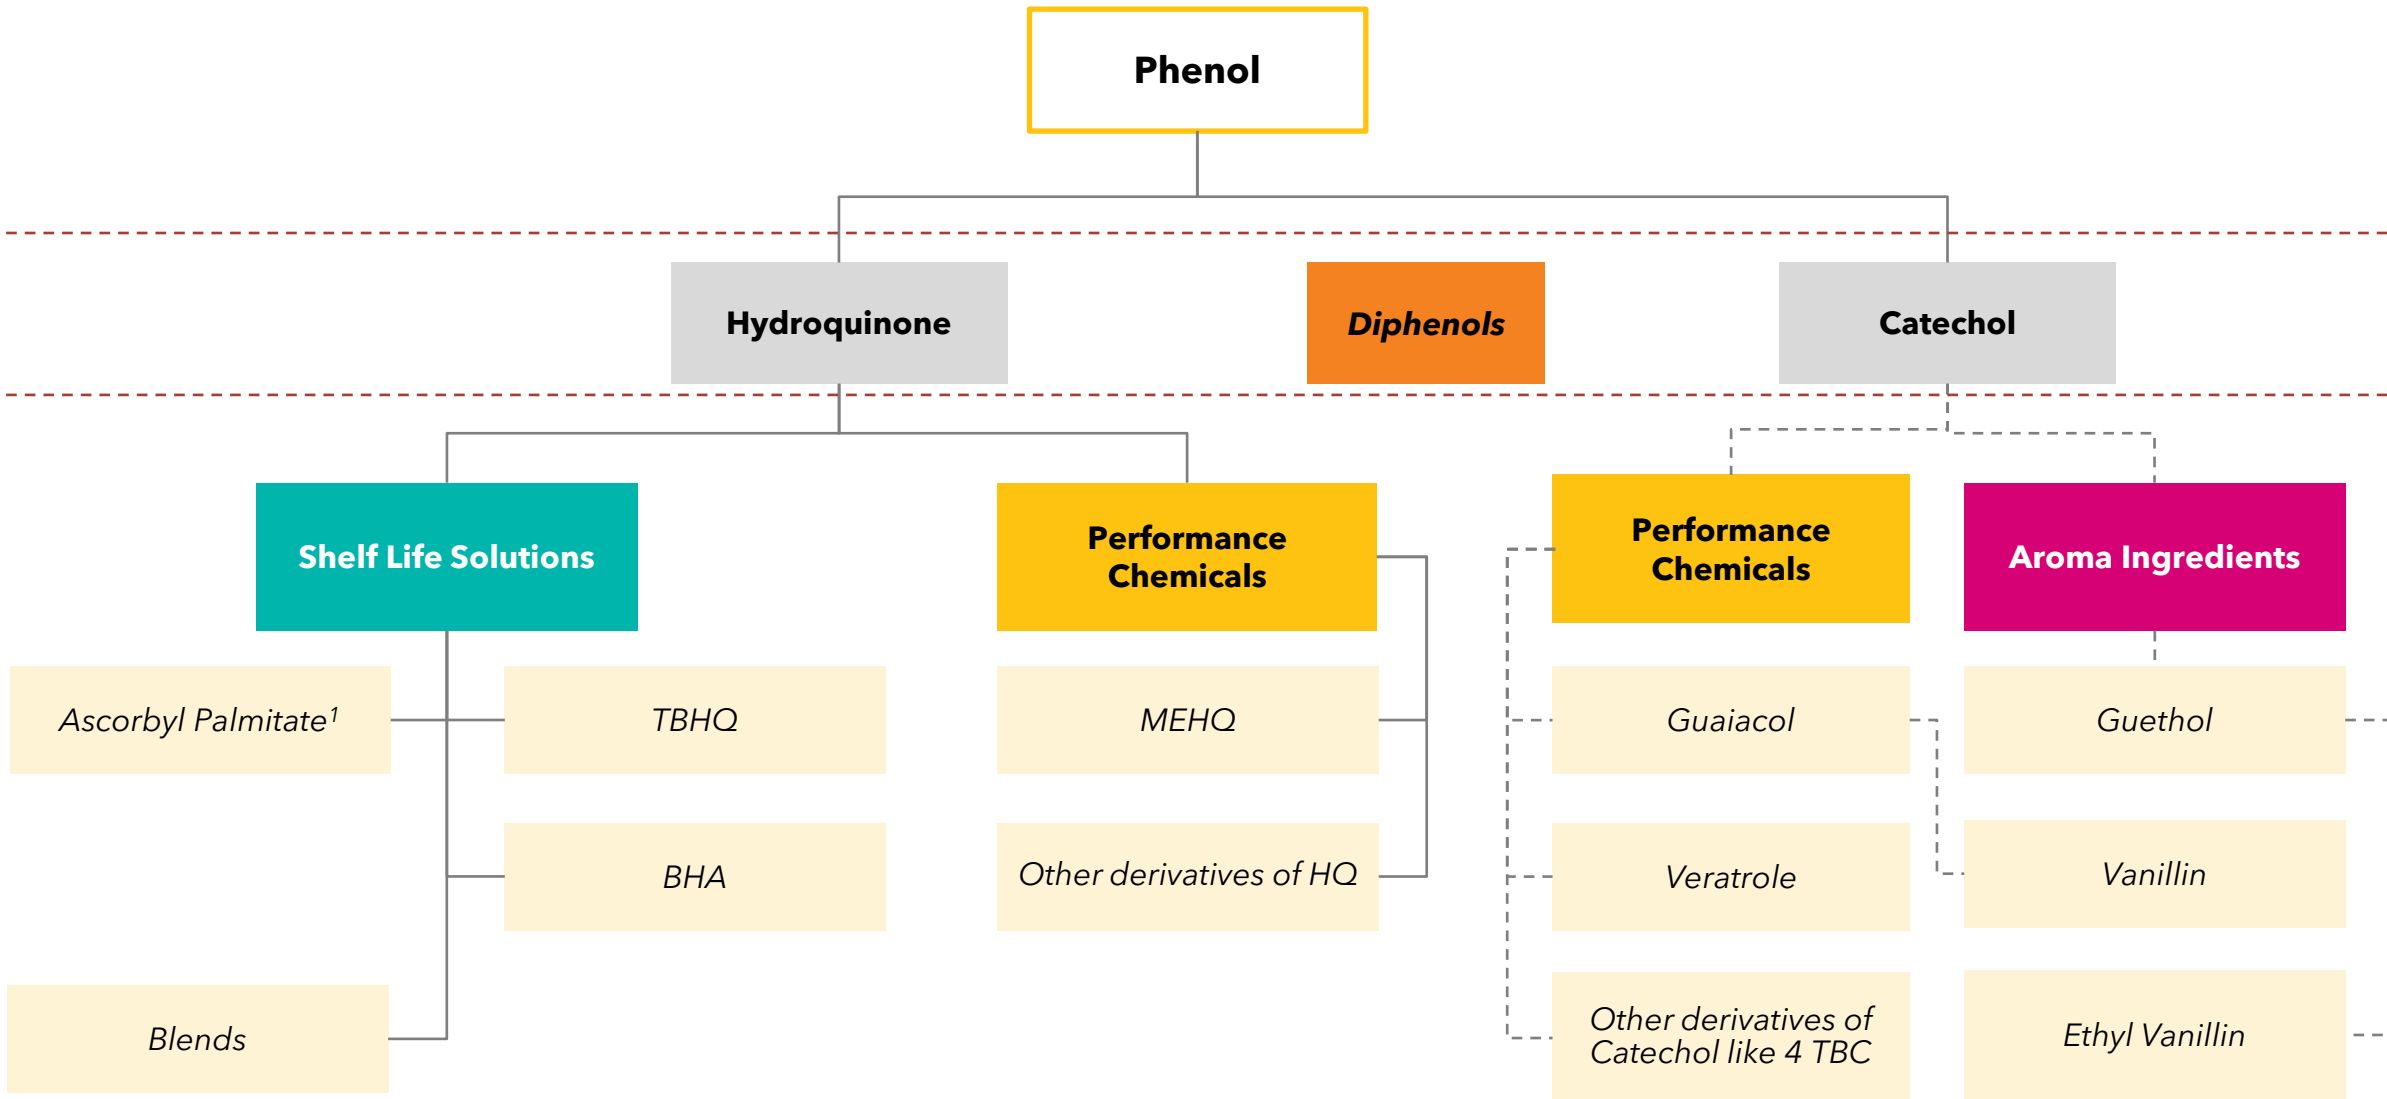 Phenol
Hydroquinone
Diphenols
Catechol
Shelf Life Solutions
Performance
Chemicals
Performance
Chemicals
Aroma Ingredients
Ascorbyl Palmitate¹
TBHQ
MEHQ
Guaiacol
Guethol
BHA
Other derivatives of HQ
Veratrole
Vanillin
Blends
Other derivatives of
Catechol like 4 TBC
Ethyl Vanillin